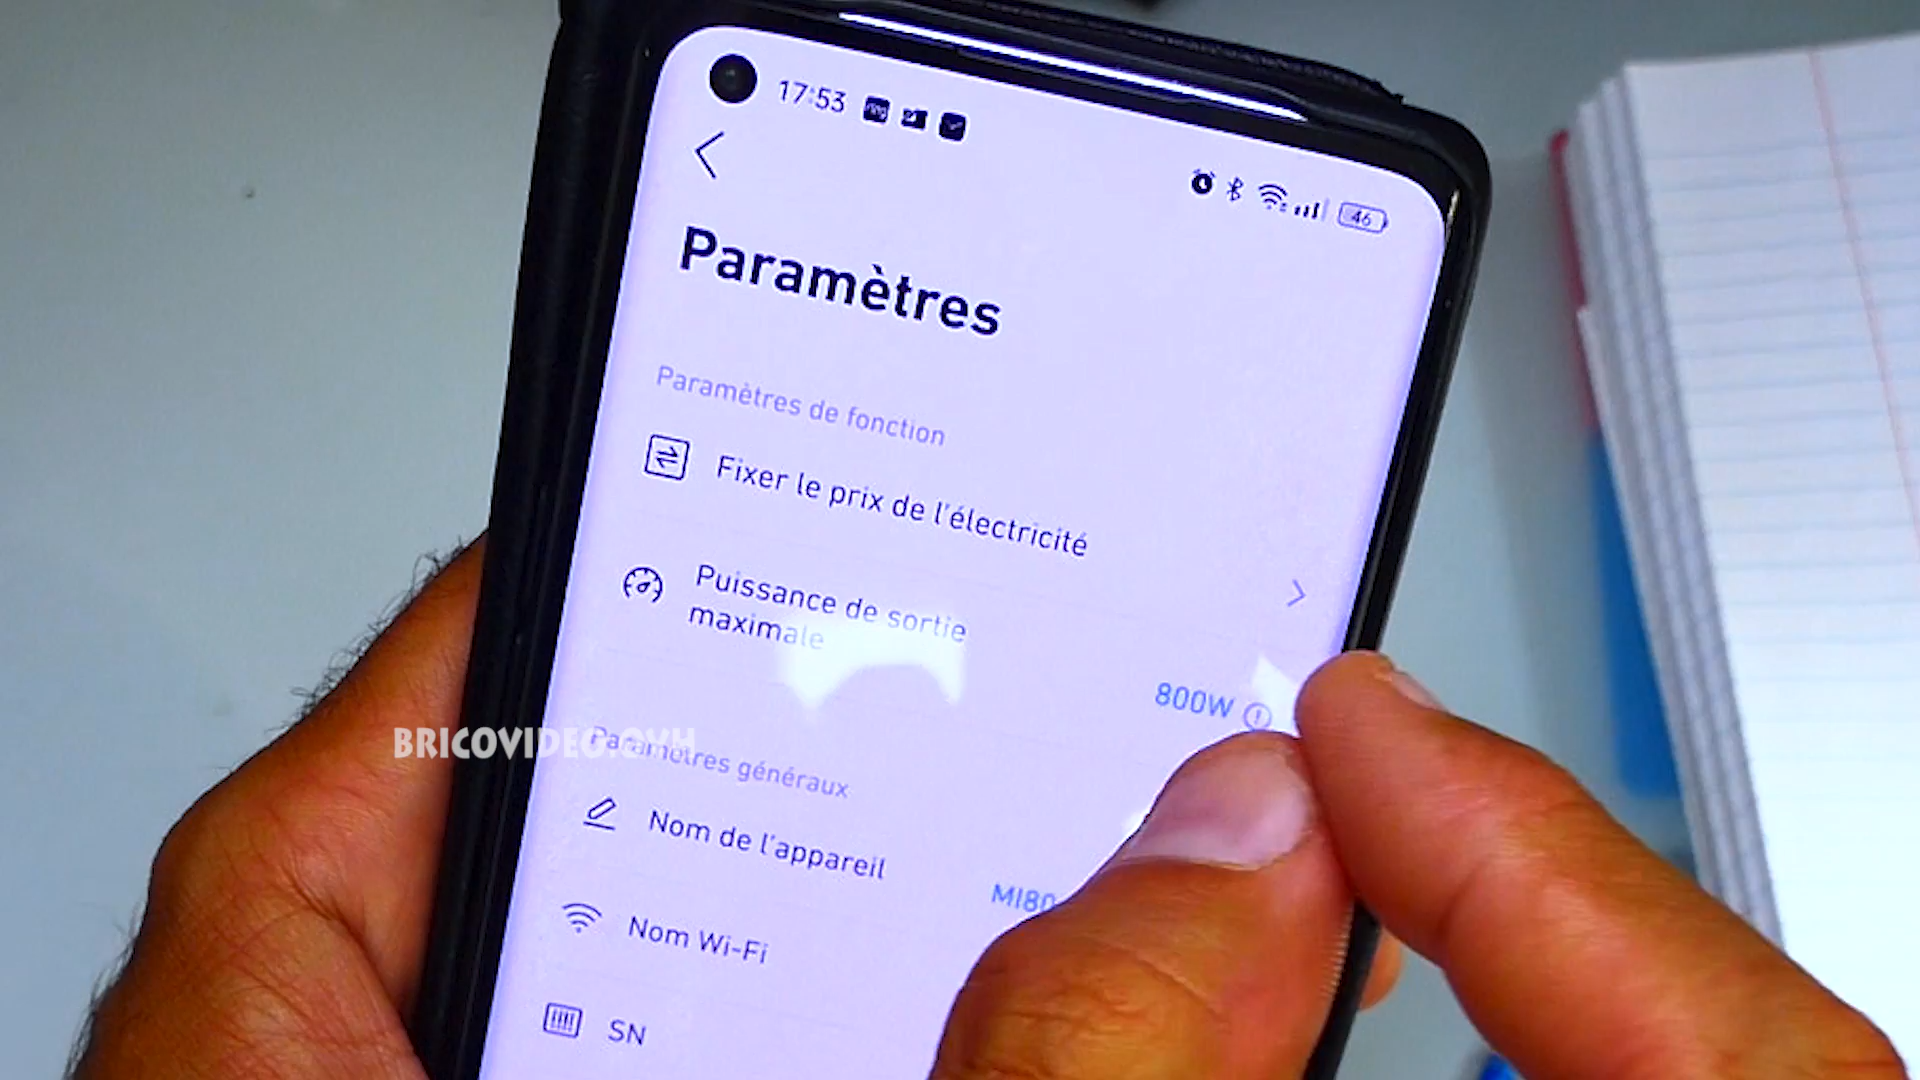 17:53
46
Paramètres
Paramètres de fonction
Fixer le prix de l'électricité
Puissance de sortie
maximale
800W
BRICOVIDEO.OVH
Paramètres généraux
Nom de l'appareil
MI80
Nom Wi-Fi
SN